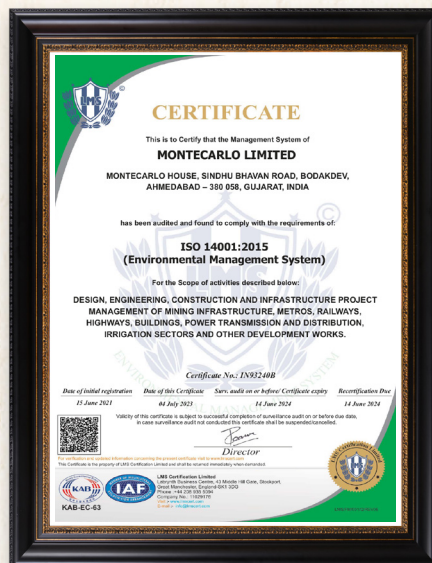 LMS
CERTIFICATE
This is to Certify that the Management System of
MONTECARLO LIMITED
MONTECARLO HOUSE, SINDHU BHAVAN ROAD, BODAKDEV,
AHMEDABAD – 380 058, GUJARAT, INDIA
has been audited and found to comply with the requirements of:
ISO 14001:2015
(Environmental Management System)
For the Scope of activities described below:
DESIGN, ENGINEERING, CONSTRUCTION AND INFRASTRUCTURE PROJECT
MANAGEMENT OF MINING INFRASTRUCTURE, METROS, RAILWAYS,
HIGHWAYS, BUILDINGS, POWER TRANSMISSION AND DISTRIBUTION,
IRRIGATION SECTORS AND OTHER DEVELOPMENT WORKS.
Certificate No.: IN93240B
Date of initial registration Date of this Certificate Surv. audit on or before/ Certificate expiry Recertification Due
15 June 2021 04 July 2023 14 June 2024 14 June 2024
Validity of this certificate is subject to successful completion of surveillance audit on or before due date,
in case surveillance audit not conducted this certificate shall be suspended/cancelled.
Director
This Certificate is the property of LMS Certification Limited and shall be returned immediately when demanded
LMS Certification Limited
KAB
IAF
KAB-EC-63